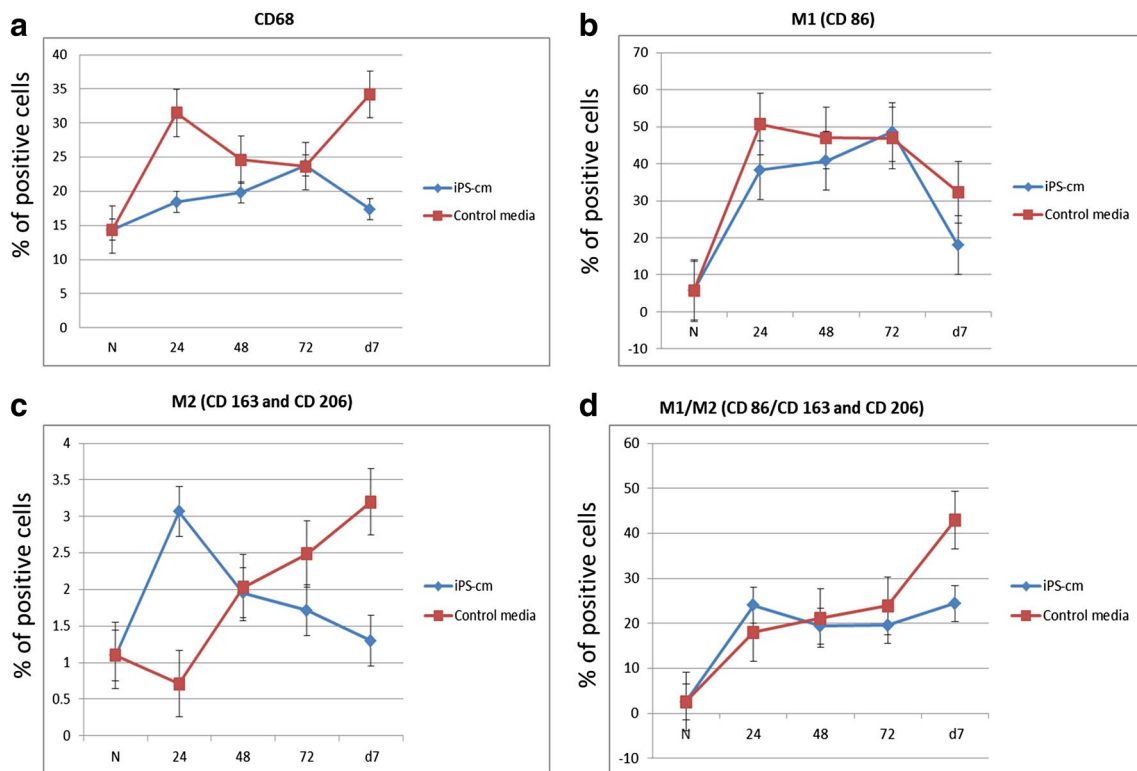 a
CD68
% of positive cells
40
35
30
25
20
15
10
5
0
N 24 48 72 d7
iPS-cm
Control media
b
M1 (CD 86)
% of positive cells
70
60
50
40
30
20
10
0
-10
N 24 48 72 d7
iPS-cm
Control media
c
M2 (CD 163 and CD 206)
% of positive cells
4
3.5
3
2.5
2
1.5
1
0.5
0
N 24 48 72 d7
iPS-cm
Control media
d
M1/M2 (CD 86/CD 163 and CD 206)
% of positive cells
60
50
40
30
20
10
0
-10
N 24 48 72 d7
iPS-cm
Control media